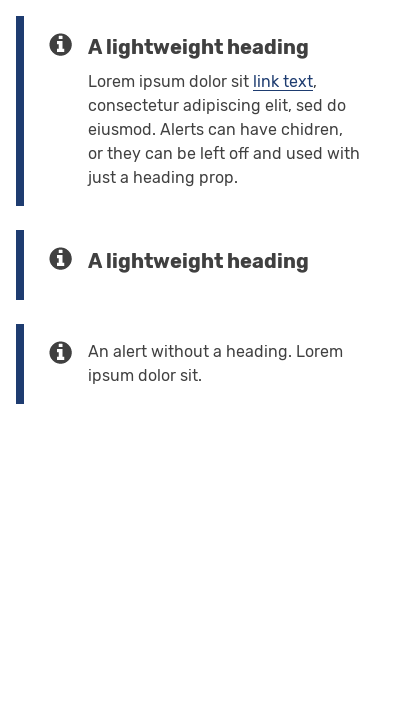 A lightweight heading
Lorem ipsum dolor sit link text,
consectetur adipiscing elit, sed do
eiusmod. Alerts can have chidren,
or they can be left off and used with
just a heading prop.
A lightweight heading
An alert without a heading. Lorem
ipsum dolor sit.